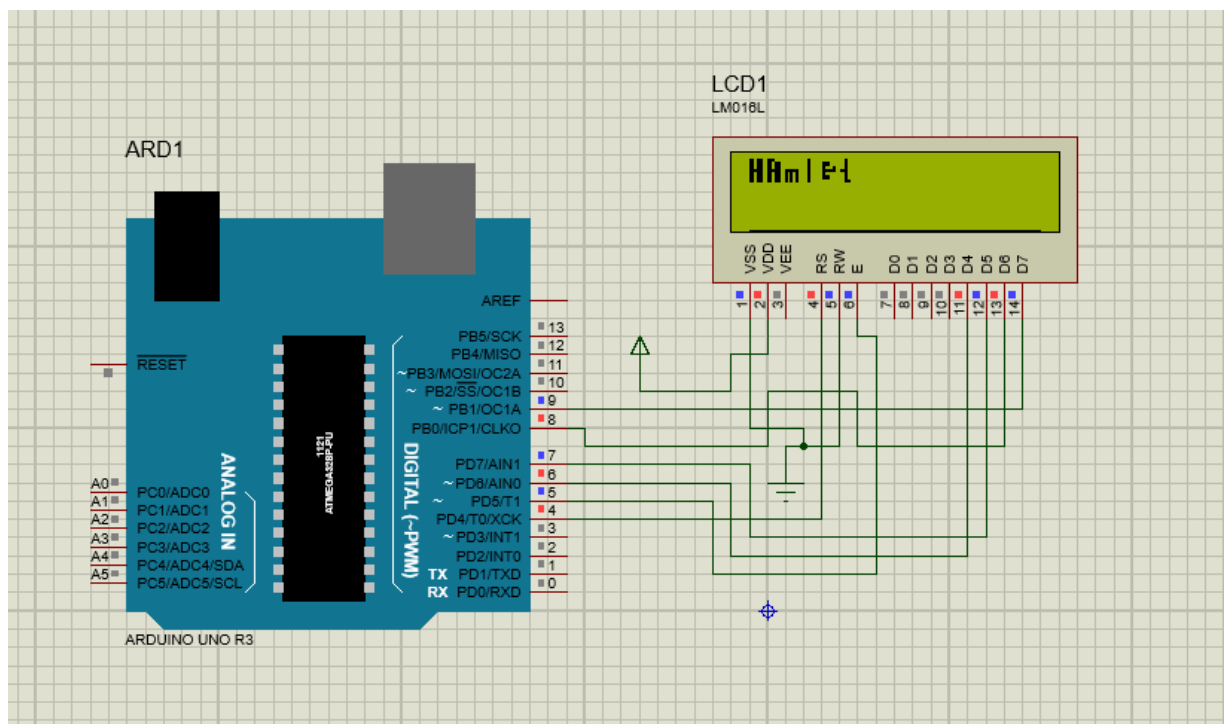 LCD1
LM016L
HAmlet
VSS
VDD
VEE
RS
RW
E
D0
D1
D2
D3
D4
D5
D6
D7
1
2
3
4
5
6
7
8
9
10
11
12
13
14
ARD1
RESET
AREF
PB5/SCK 13
PB4/MISO 12
~PB3/MOSI/OC2A 11
~ PB2/SS/OC1B 10
~ PB1/OC1A 9
PB0/ICP1/CLKO 8
PD7/AIN1 7
~PD6/AIN0 6
~ PD5/T1 5
PD4/T0/XCK 4
~PD3/INT1 3
PD2/INT0 2
TX PD1/TXD 1
RX PD0/RXD 0
DIGITAL (~PWM)
1121
ATMEGA328P-PU
ANALOG IN
A0 PC0/ADC0
A1 PC1/ADC1
A2 PC2/ADC2
A3 PC3/ADC3
A4 PC4/ADC4/SDA
A5 PC5/ADC5/SCL
ARDUINO UNO R3